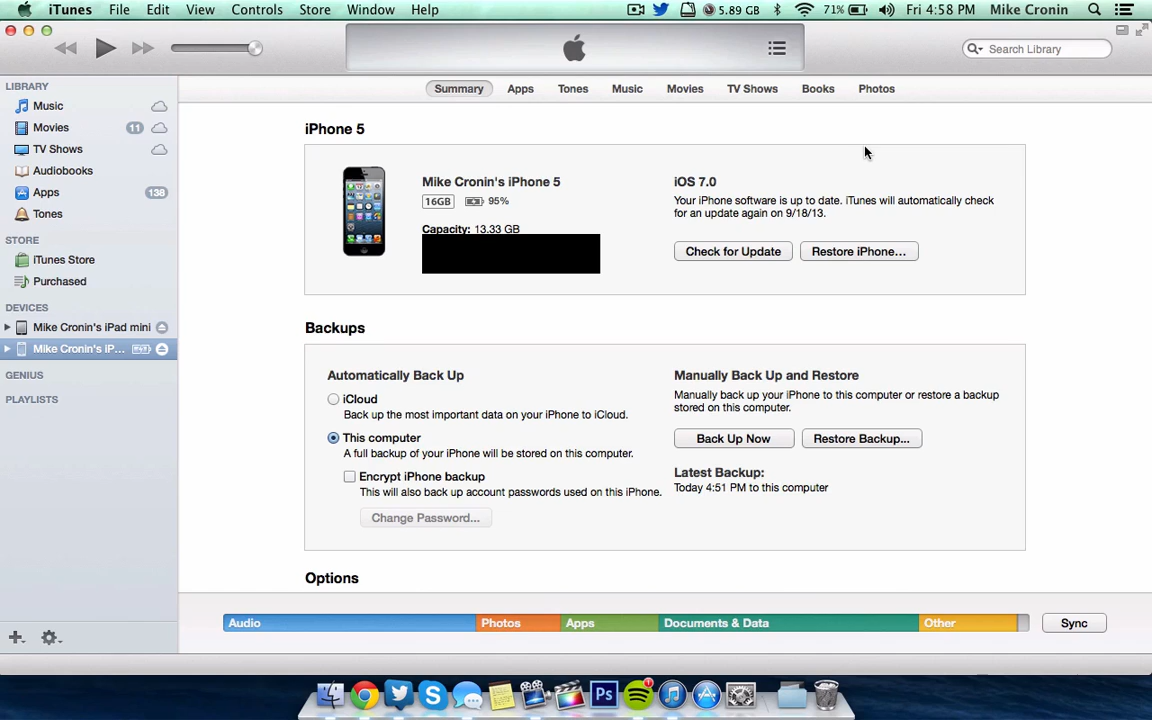 iTunes File Edit View Controls Store Window Help 5.89 GB 71% Fri 4:58 PM Mike Cronin
Search Library
LIBRARY
Music
Movies 11
TV Shows
Audiobooks
Apps 138
Tones
STORE
iTunes Store
Purchased
DEVICES
Mike Cronin's iPad mini
Mike Cronin's iP...
GENIUS
PLAYLISTS
Summary Apps Tones Music Movies TV Shows Books Photos
iPhone 5
Mike Cronin's iPhone 5
16GB 95%
Capacity: 13.33 GB
iOS 7.0
Your iPhone software is up to date. iTunes will automatically check
for an update again on 9/18/13.
Check for Update Restore iPhone...
Backups
Automatically Back Up
iCloud
Back up the most important data on your iPhone to iCloud.
This computer
A full backup of your iPhone will be stored on this computer.
Encrypt iPhone backup
This will also back up account passwords used on this iPhone.
Change Password...
Manually Back Up and Restore
Manually back up your iPhone to this computer or restore a backup
stored on this computer.
Back Up Now Restore Backup...
Latest Backup:
Today 4:51 PM to this computer
Options
Audio Photos Apps Documents & Data Other Sync
Ps 1